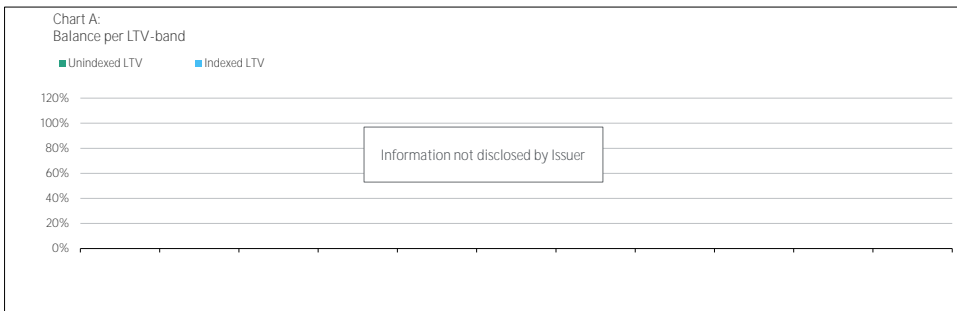 Chart A:
Balance per LTV-band
Unindexed LTV Indexed LTV
120%
100%
80%
Information not disclosed by Issuer
60%
40%
20%
0%